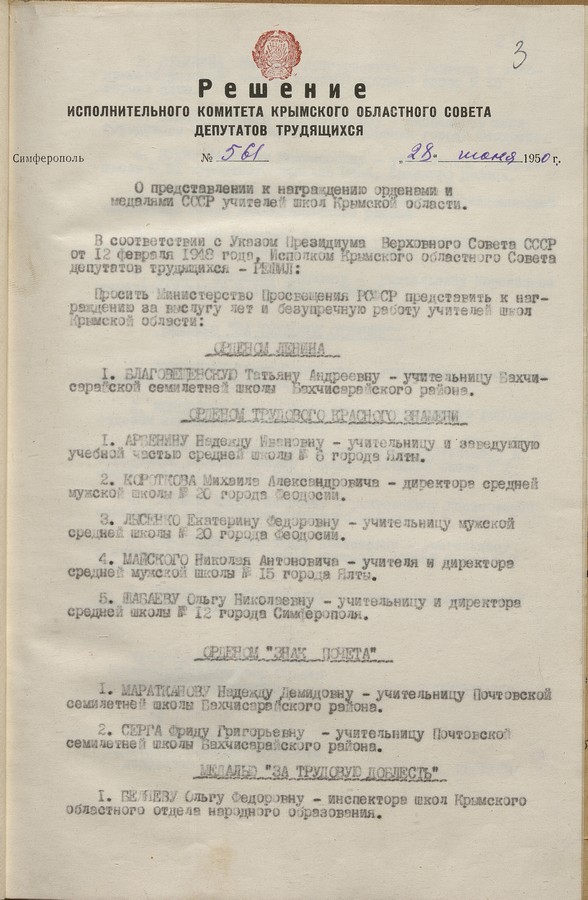 3
Решение
ИСПОЛНИТЕЛЬНОГО КОМИТЕТА КРЫМСКОГО ОБЛАСТНОГО СОВЕТА
ДЕПУТАТОВ ТРУДЯЩИХСЯ
Симферополь № 561 „28" июня 1950 г.
О представлении к награждению орденами и
медалями СССР учителей школ Крымской области.
В соответствии с Указом Президиума Верховного Совета СССР
от 12 февраля 1948 года, Исполком Крымского областного Совета
депутатов трудящихся - РЕШИЛ:
Просить Министерство Просвещения РСФСР представить к наг-
раждению за выслугу лет и безупречную работу учителей школ
Крымской области:
ОРДЕНОМ ЛЕНИНА
1. БЛАГОВЕЩЕНСКУЮ Татьяну Андреевну - учительницу Бахчи-
сарайской семилетней школы Бахчисарайского района.
ОРДЕНОМ ТРУДОВОГО КРАСНОГО ЗНАМЕНИ
1. АРСЕНИНУ Надежду Ивановну - учительницу и заведующую
учебной частью средней школы № 6 города Ялты.
2. КОРОТКОВА Михаила Александровича - директора средней
мужской школы № 20 города Феодосии.
3. ЛЫСЕНКО Екатерину Федоровну - учительницу мужской
средней школы № 20 города Феодосии.
4. МАЙСКОГО Николая Антоновича - учителя и директора
средней мужской школы № 15 города Ялты.
5. ШАБАЕВУ Ольгу Николаевну - учительницу и директора
средней школы № 12 города Симферополя.
ОРДЕНОМ "ЗНАК ПОЧЕТА"
1. МАРАТКАНОВУ Надежду Демидовну - учительницу Почтовской
семилетней школы Бахчисарайского района.
2. СЕРГА Фриду Григорьевну - учительницу Почтовской
семилетней школы Бахчисарайского района.
МЕДАЛЬЮ "ЗА ТРУДОВУЮ ДОБЛЕСТЬ"
1. Ольгу Федоровну - инспектора школ Крымского
областного отдела народного образования.